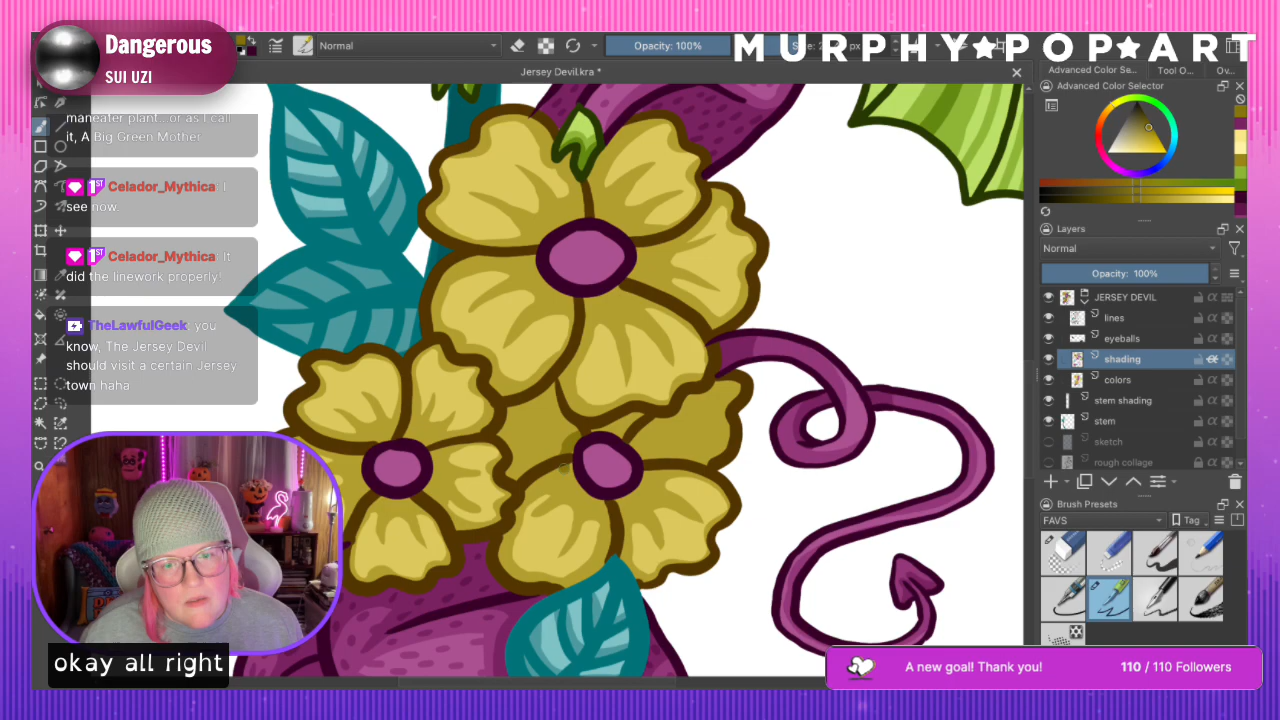 Dangerous
SUI UZI
Normal
Opacity: 100%
MURPHY★POP★ART
Jersey Devil.kra *
Advanced Color Se...
Tool O...
Ov...
Advanced Color Selector
maneater plant...or as I call
it, A Big Green Mother
1ST Celador_Mythica I
see now.
1ST Celador_Mythica It
did the linework properly!
TheLawfulGeek you
know, The Jersey Devil
should visit a certain Jersey
town haha
Layers
Normal
Opacity: 100%
JERSEY DEVIL
lines
eyeballs
shading
colors
stem shading
stem
sketch
rough collage
Brush Presets
FAVS
Tag
okay all right
A new goal! Thank you!
110 / 110 Followers